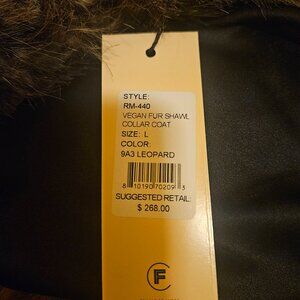 STYLE:
RM-440
VEGAN FUR SHAWL
COLLAR COAT
SIZE: L
COLOR:
9A3 LEOPARD
8 10190 70209 3
SUGGESTED RETAIL:
$ 268.00
F